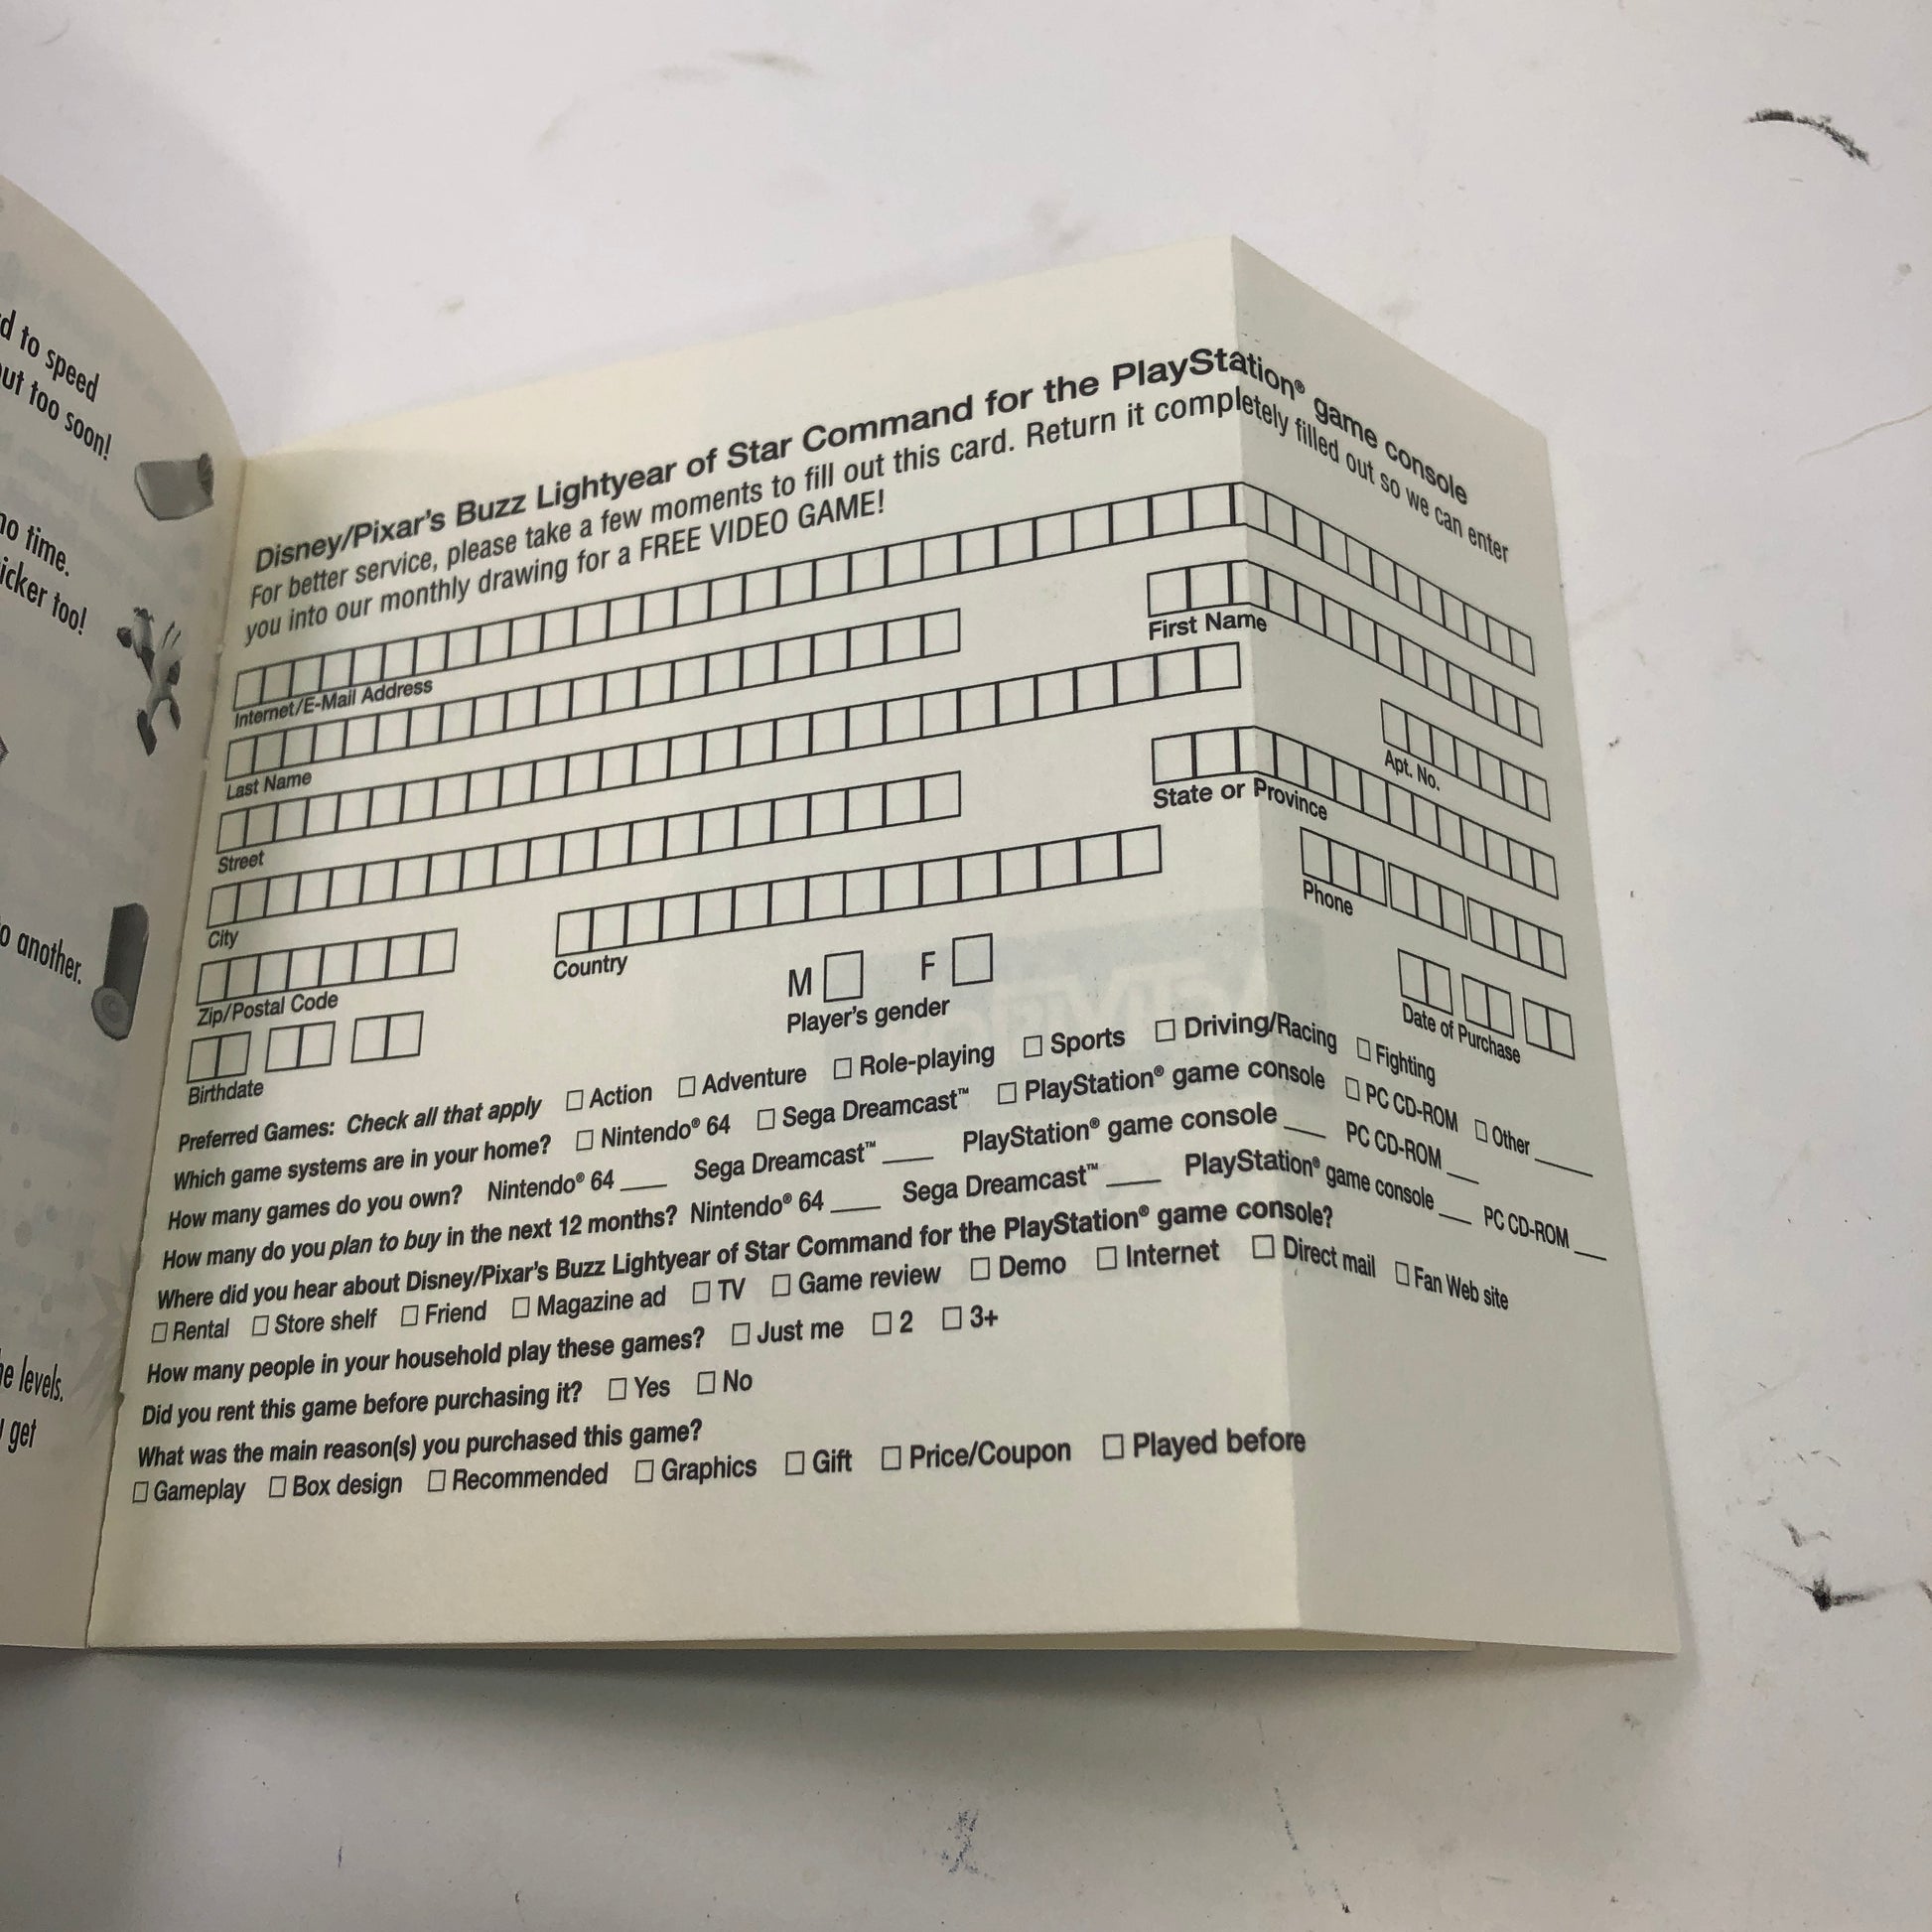 d to speed
ut too soon!
no time.
icker too!
o another.
e levels.
get
Disney/Pixar's Buzz Lightyear of Star Command for the PlayStation® game console
For better service, please take a few moments to fill out this card. Return it completely filled out so we can enter
you into our monthly drawing for a FREE VIDEO GAME!
Internet/E-Mail Address
Last Name First Name
Street Apt. No.
City State or Province
Zip/Postal Code Country Phone
M F
Birthdate Player's gender Date of Purchase
Preferred Games: Check all that apply Action Adventure Role-playing Sports Driving/Racing Fighting
Which game systems are in your home? Nintendo® 64 Sega Dreamcast™ PlayStation® game console PC CD-ROM Other ____
How many games do you own? Nintendo® 64 ___ Sega Dreamcast™ ___ PlayStation® game console ___ PC CD-ROM ___
How many do you plan to buy in the next 12 months? Nintendo® 64 ___ Sega Dreamcast™ ___ PlayStation® game console ___ PC CD-ROM ___
Where did you hear about Disney/Pixar's Buzz Lightyear of Star Command for the PlayStation® game console?
Rental Store shelf Friend Magazine ad TV Game review Demo Internet Direct mail Fan Web site
How many people in your household play these games? Just me 2 3+
Did you rent this game before purchasing it? Yes No
What was the main reason(s) you purchased this game?
Gameplay Box design Recommended Graphics Gift Price/Coupon Played before